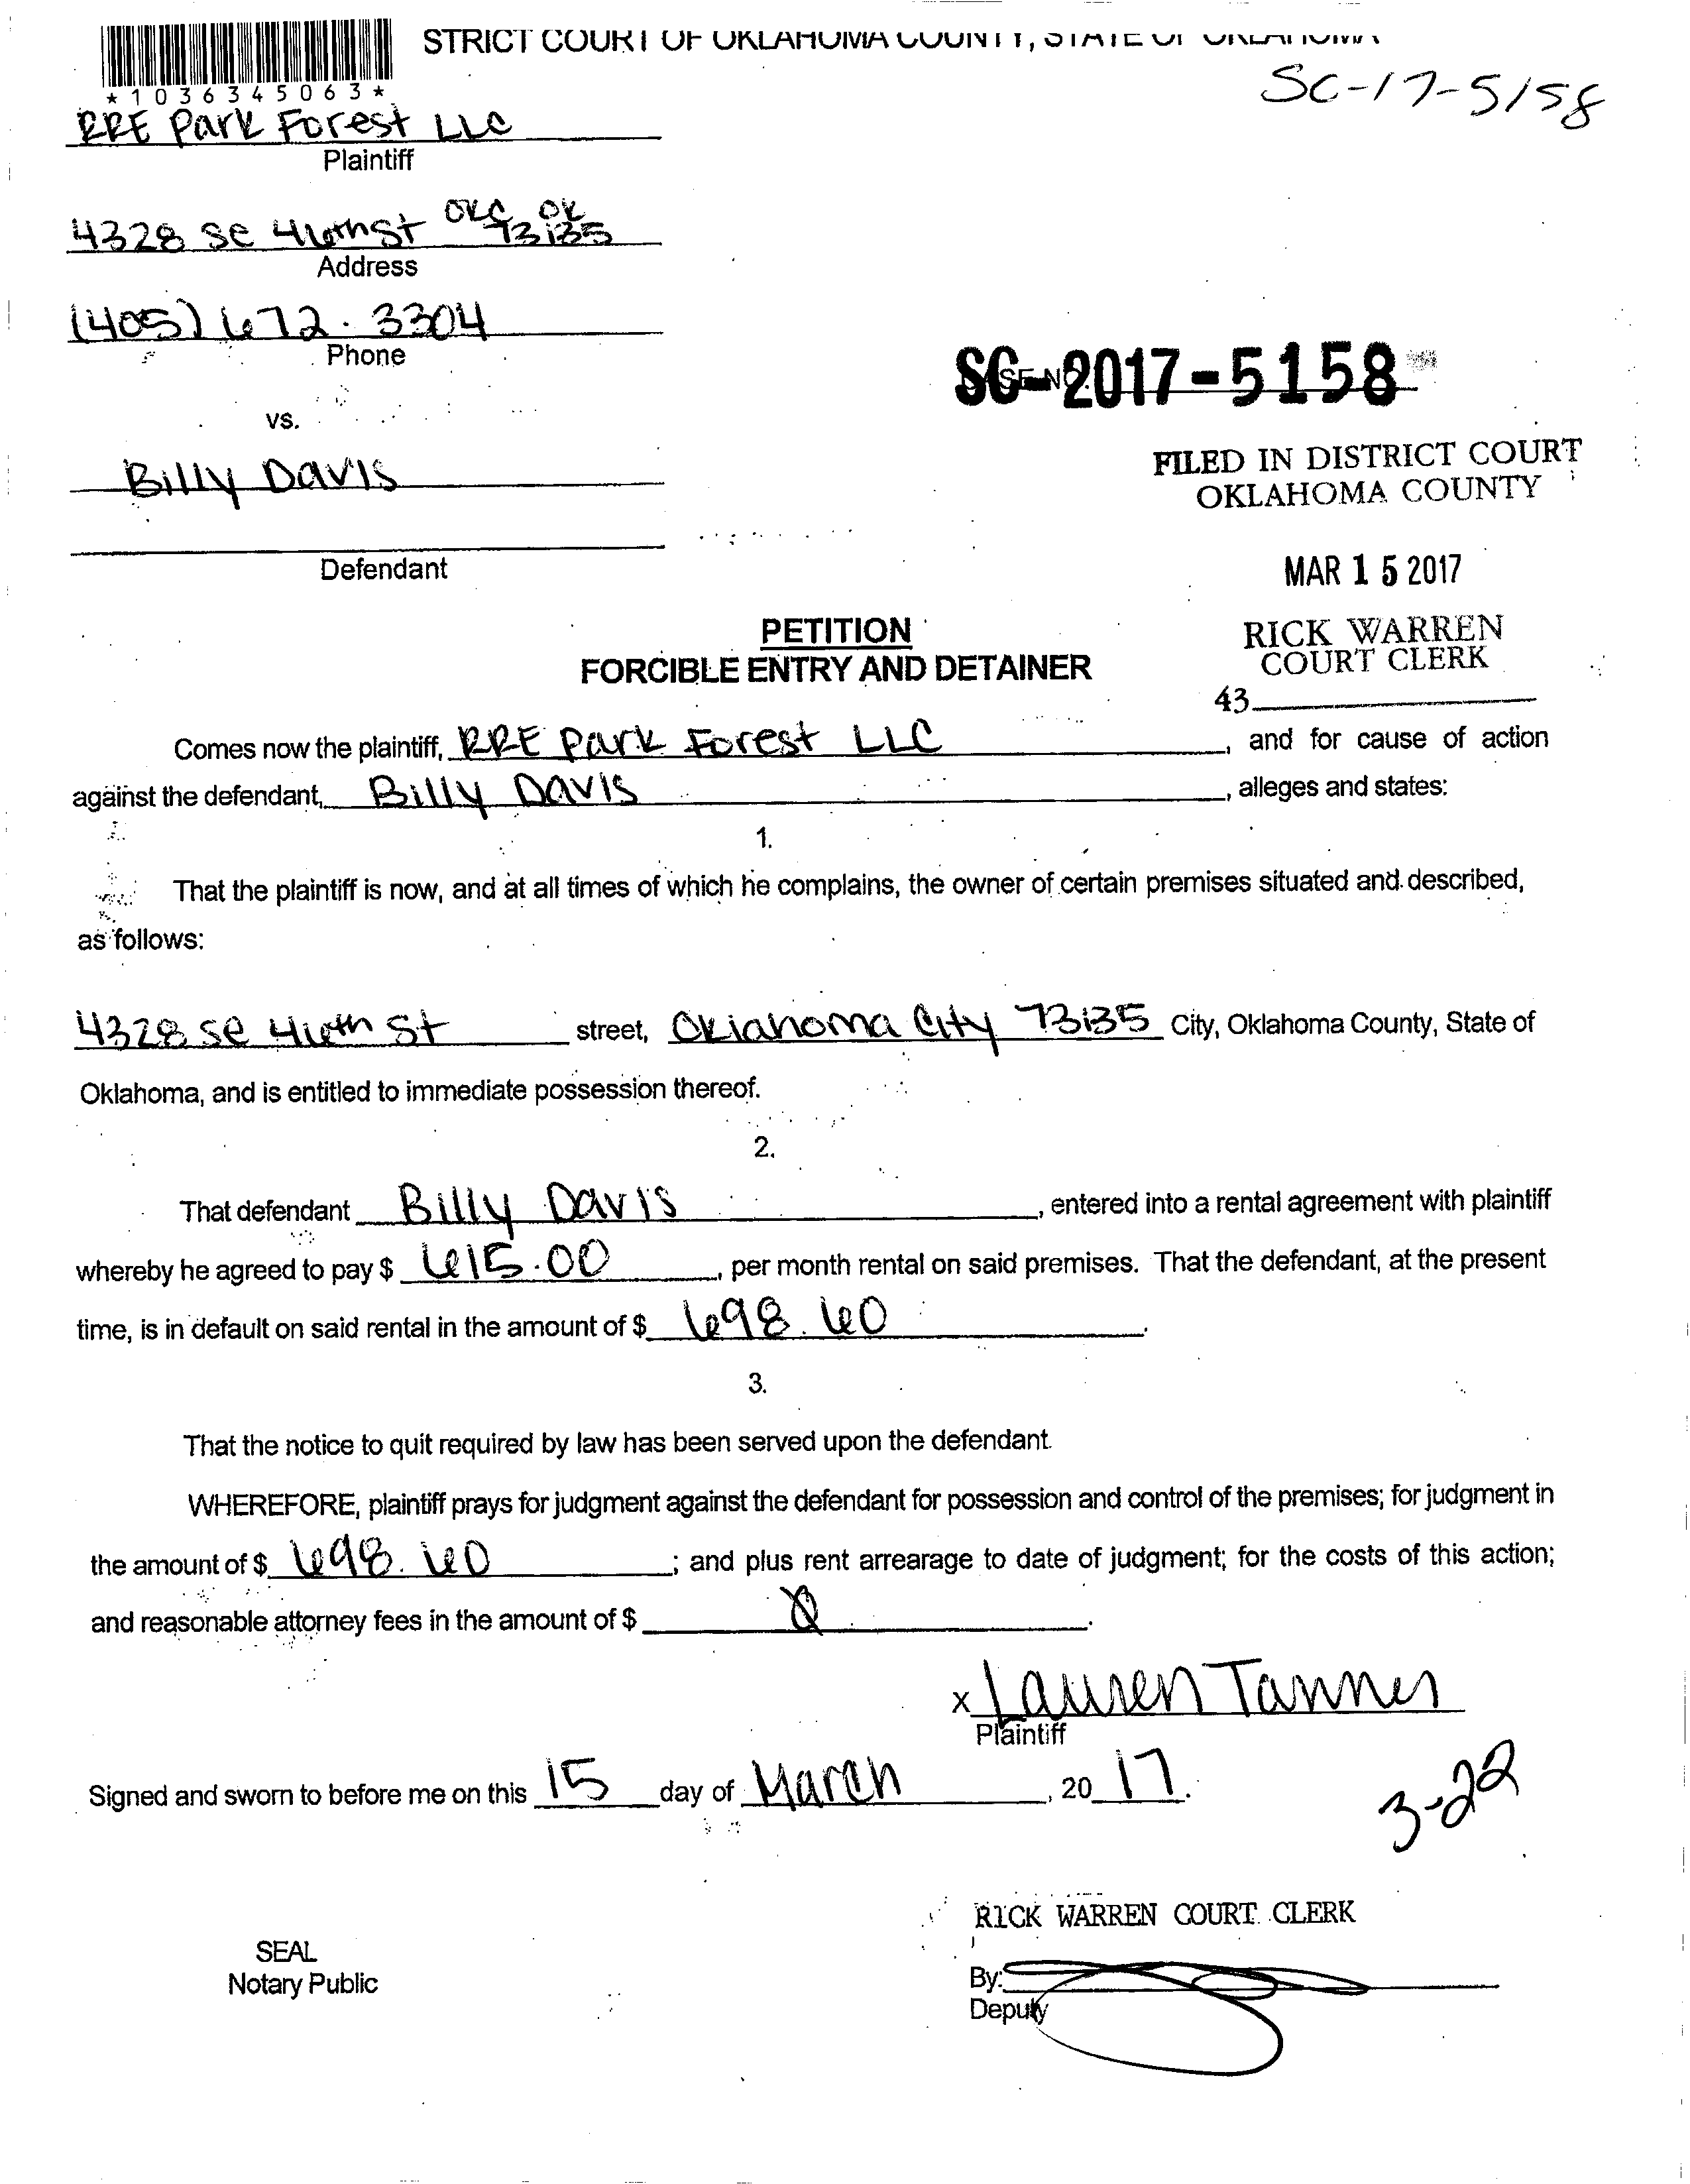 STRICT COURT OF OKLAHOMA COUNTY, STATE OF OKLAHOMA
*1036345063*
SC-17-5158
RRE Park Forest LLC
Plaintiff
4328 SE 46th St OKC OK 73135
Address
(405) 672.3304
Phone
SC-2017-5158
vs.
Billy Davis
FILED IN DISTRICT COURT
OKLAHOMA COUNTY
Defendant
MAR 15 2017
PETITION
FORCIBLE ENTRY AND DETAINER
RICK WARREN
COURT CLERK
43
Comes now the plaintiff, RRE Park Forest LLC, and for cause of action
against the defendant, Billy Davis, alleges and states:
1.
That the plaintiff is now, and at all times of which he complains, the owner of certain premises situated and described,
as follows:
4328 SE 46th St street, Oklahoma City 73135 City, Oklahoma County, State of
Oklahoma, and is entitled to immediate possession thereof.
2.
That defendant Billy Davis, entered into a rental agreement with plaintiff
whereby he agreed to pay $ 615.00, per month rental on said premises. That the defendant, at the present
time, is in default on said rental in the amount of $ 698.60.
3.
That the notice to quit required by law has been served upon the defendant.
WHEREFORE, plaintiff prays for judgment against the defendant for possession and control of the premises; for judgment in
the amount of $ 698.60; and plus rent arrearage to date of judgment; for the costs of this action;
and reasonable attorney fees in the amount of $ .
x Lauren Tanner
Plaintiff
Signed and sworn to before me on this 15 day of March, 2017.
3-22
RICK WARREN COURT CLERK
SEAL
Notary Public
By:
Deputy